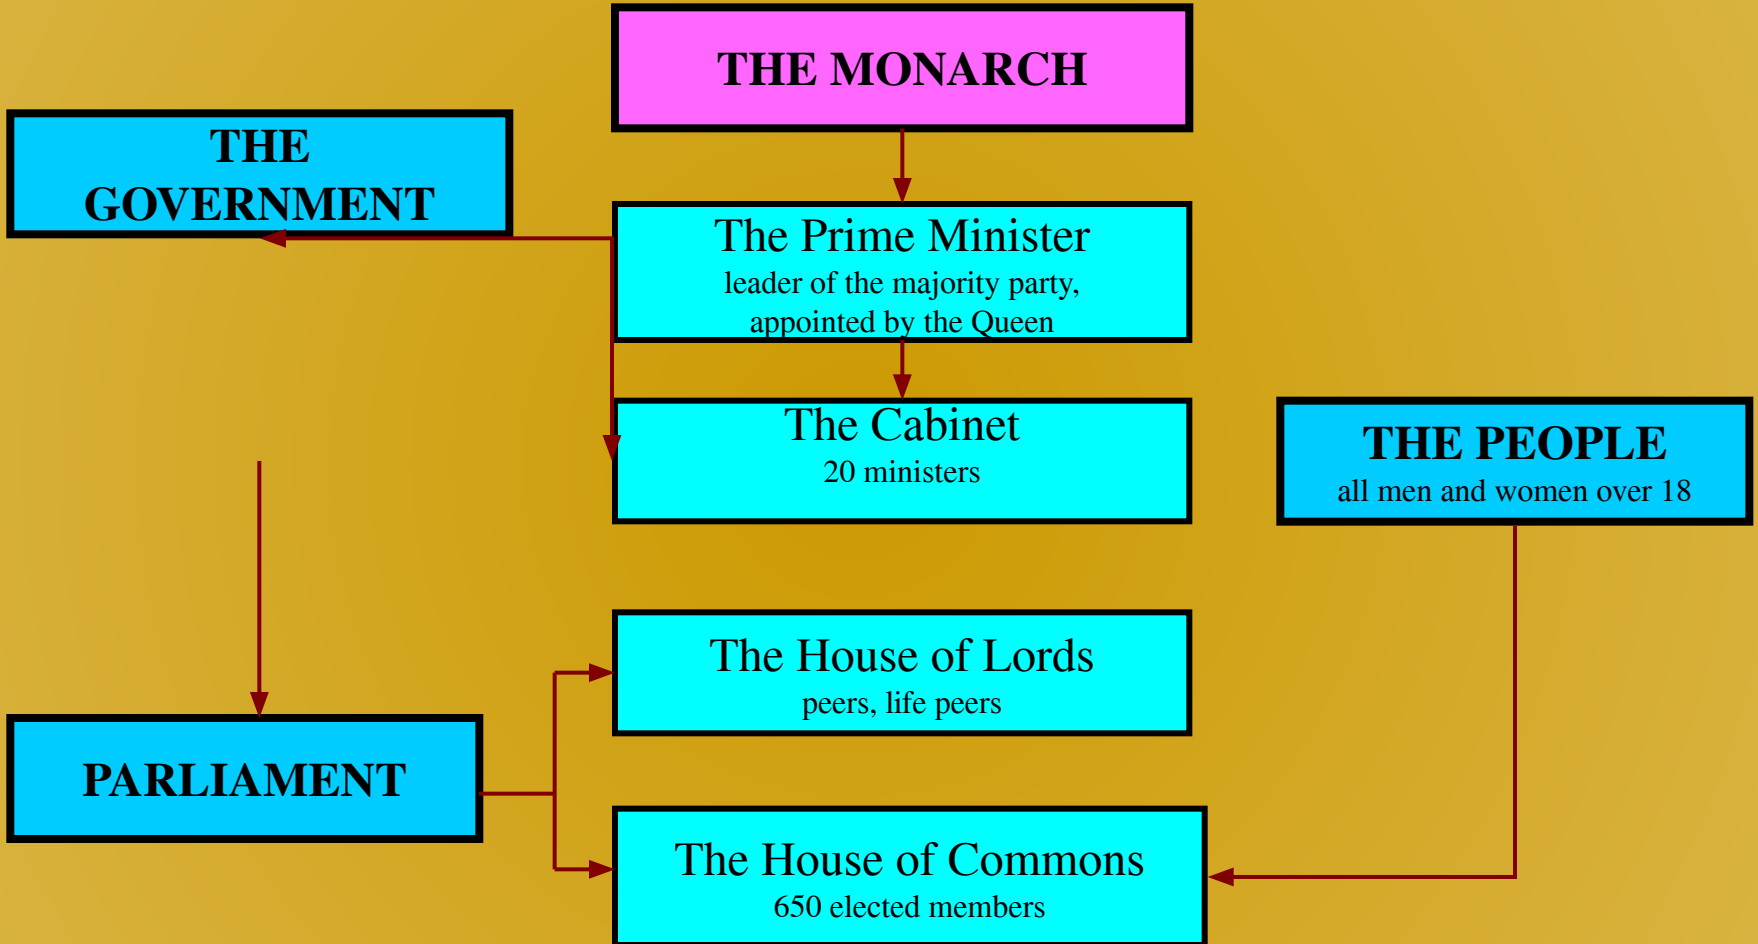 THE MONARCH
THE
GOVERNMENT
The Prime Minister
leader of the majority party,
appointed by the Queen
The Cabinet
20 ministers
THE PEOPLE
all men and women over 18
The House of Lords
peers, life peers
PARLIAMENT
The House of Commons
650 elected members